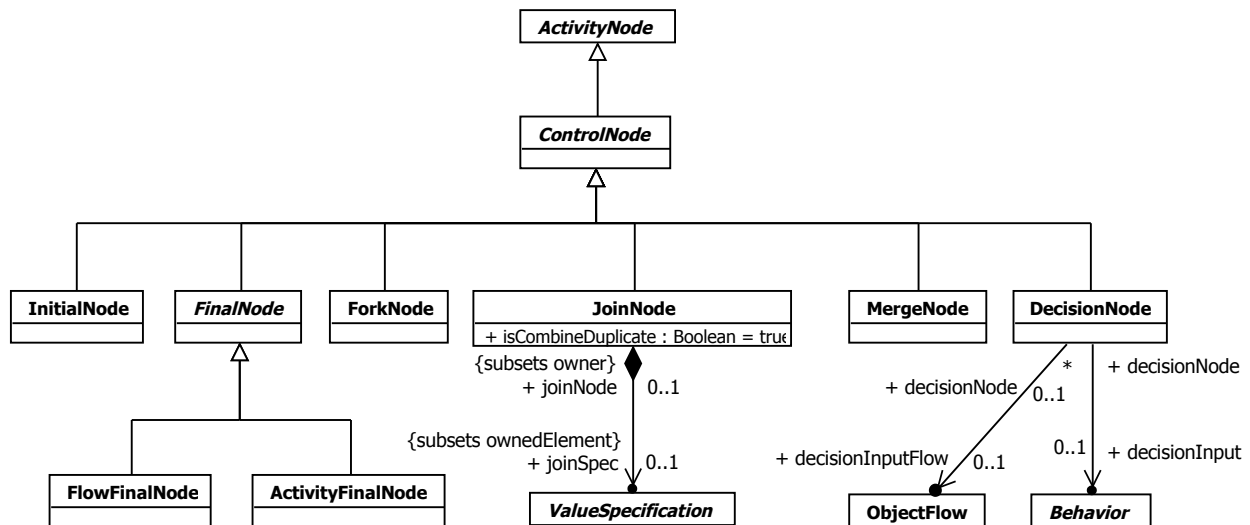 ActivityNode
ControlNode
InitialNode
FinalNode
ForkNode
JoinNode
MergeNode
DecisionNode
+ isCombineDuplicate : Boolean = true
{subsets owner}
+ joinNode
0..1
+ decisionNode
0..1
*
+ decisionNode
{subsets ownedElement}
+ joinSpec
0..1
+ decisionInputFlow
0..1
0..1
+ decisionInput
FlowFinalNode
ActivityFinalNode
ValueSpecification
ObjectFlow
Behavior